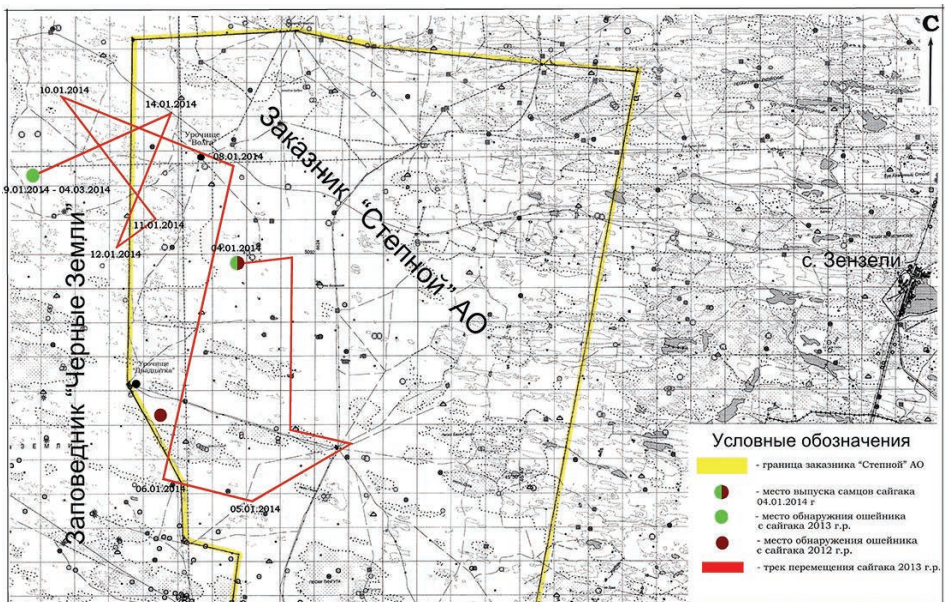 С
10.01.2014
14.01.2014
Урочище
"Волга"
08.01.2014
9.01.2014 - 04.03.2014
11.01.2014
12.01.2014
04.01.2014
Заказник "Степной" АО
Заповедник "Черные Земли"
с. Зензели
Урочище
"Двадцатка"
06.01.2014
05.01.2014
Условные обозначения
- граница заказника "Степной" АО
- место выпуска самцов сайгака
04.01.2014 г
- место обнаружния ошейника
с сайгака 2013 г.р.
- место обнаружения ошейника
с сайгака 2012 г.р.
- трек перемещения сайгака 2013 г.р.